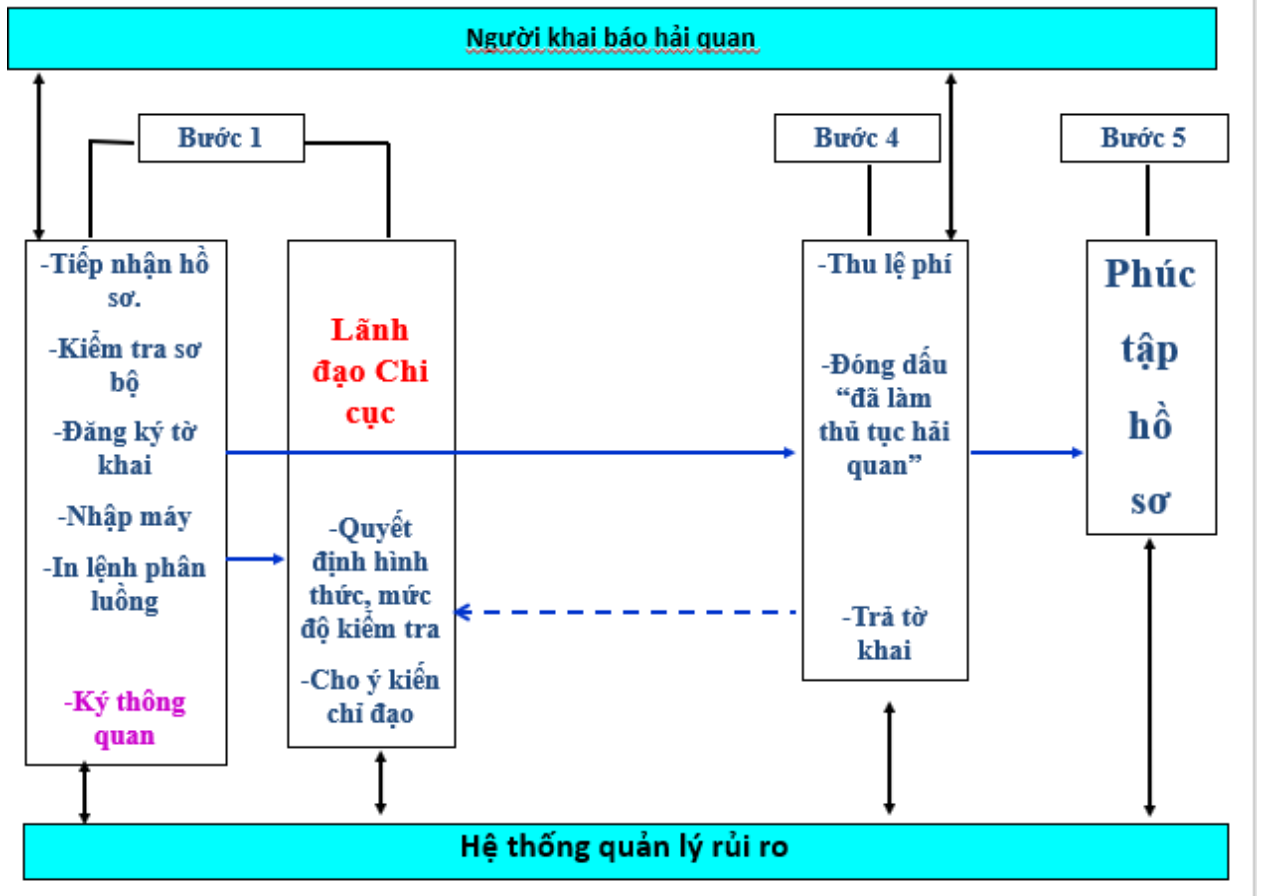 Người khai báo hải quan
Bước 1
Bước 4
Bước 5
-Tiếp nhận hồ
sơ.
-Kiểm tra sơ
bộ
-Đăng ký tờ
khai
-Nhập máy
-In lệnh phân
luồng
-Ký thông
quan
Lãnh
đạo Chi
cục
-Quyết
định hình
thức, mức
độ kiểm tra
-Cho ý kiến
chỉ đạo
-Thu lệ phí
-Đóng dấu
“đã làm
thủ tục hải
quan”
-Trả tờ
khai
Phúc
tập
hồ
sơ
Hệ thống quản lý rủi ro